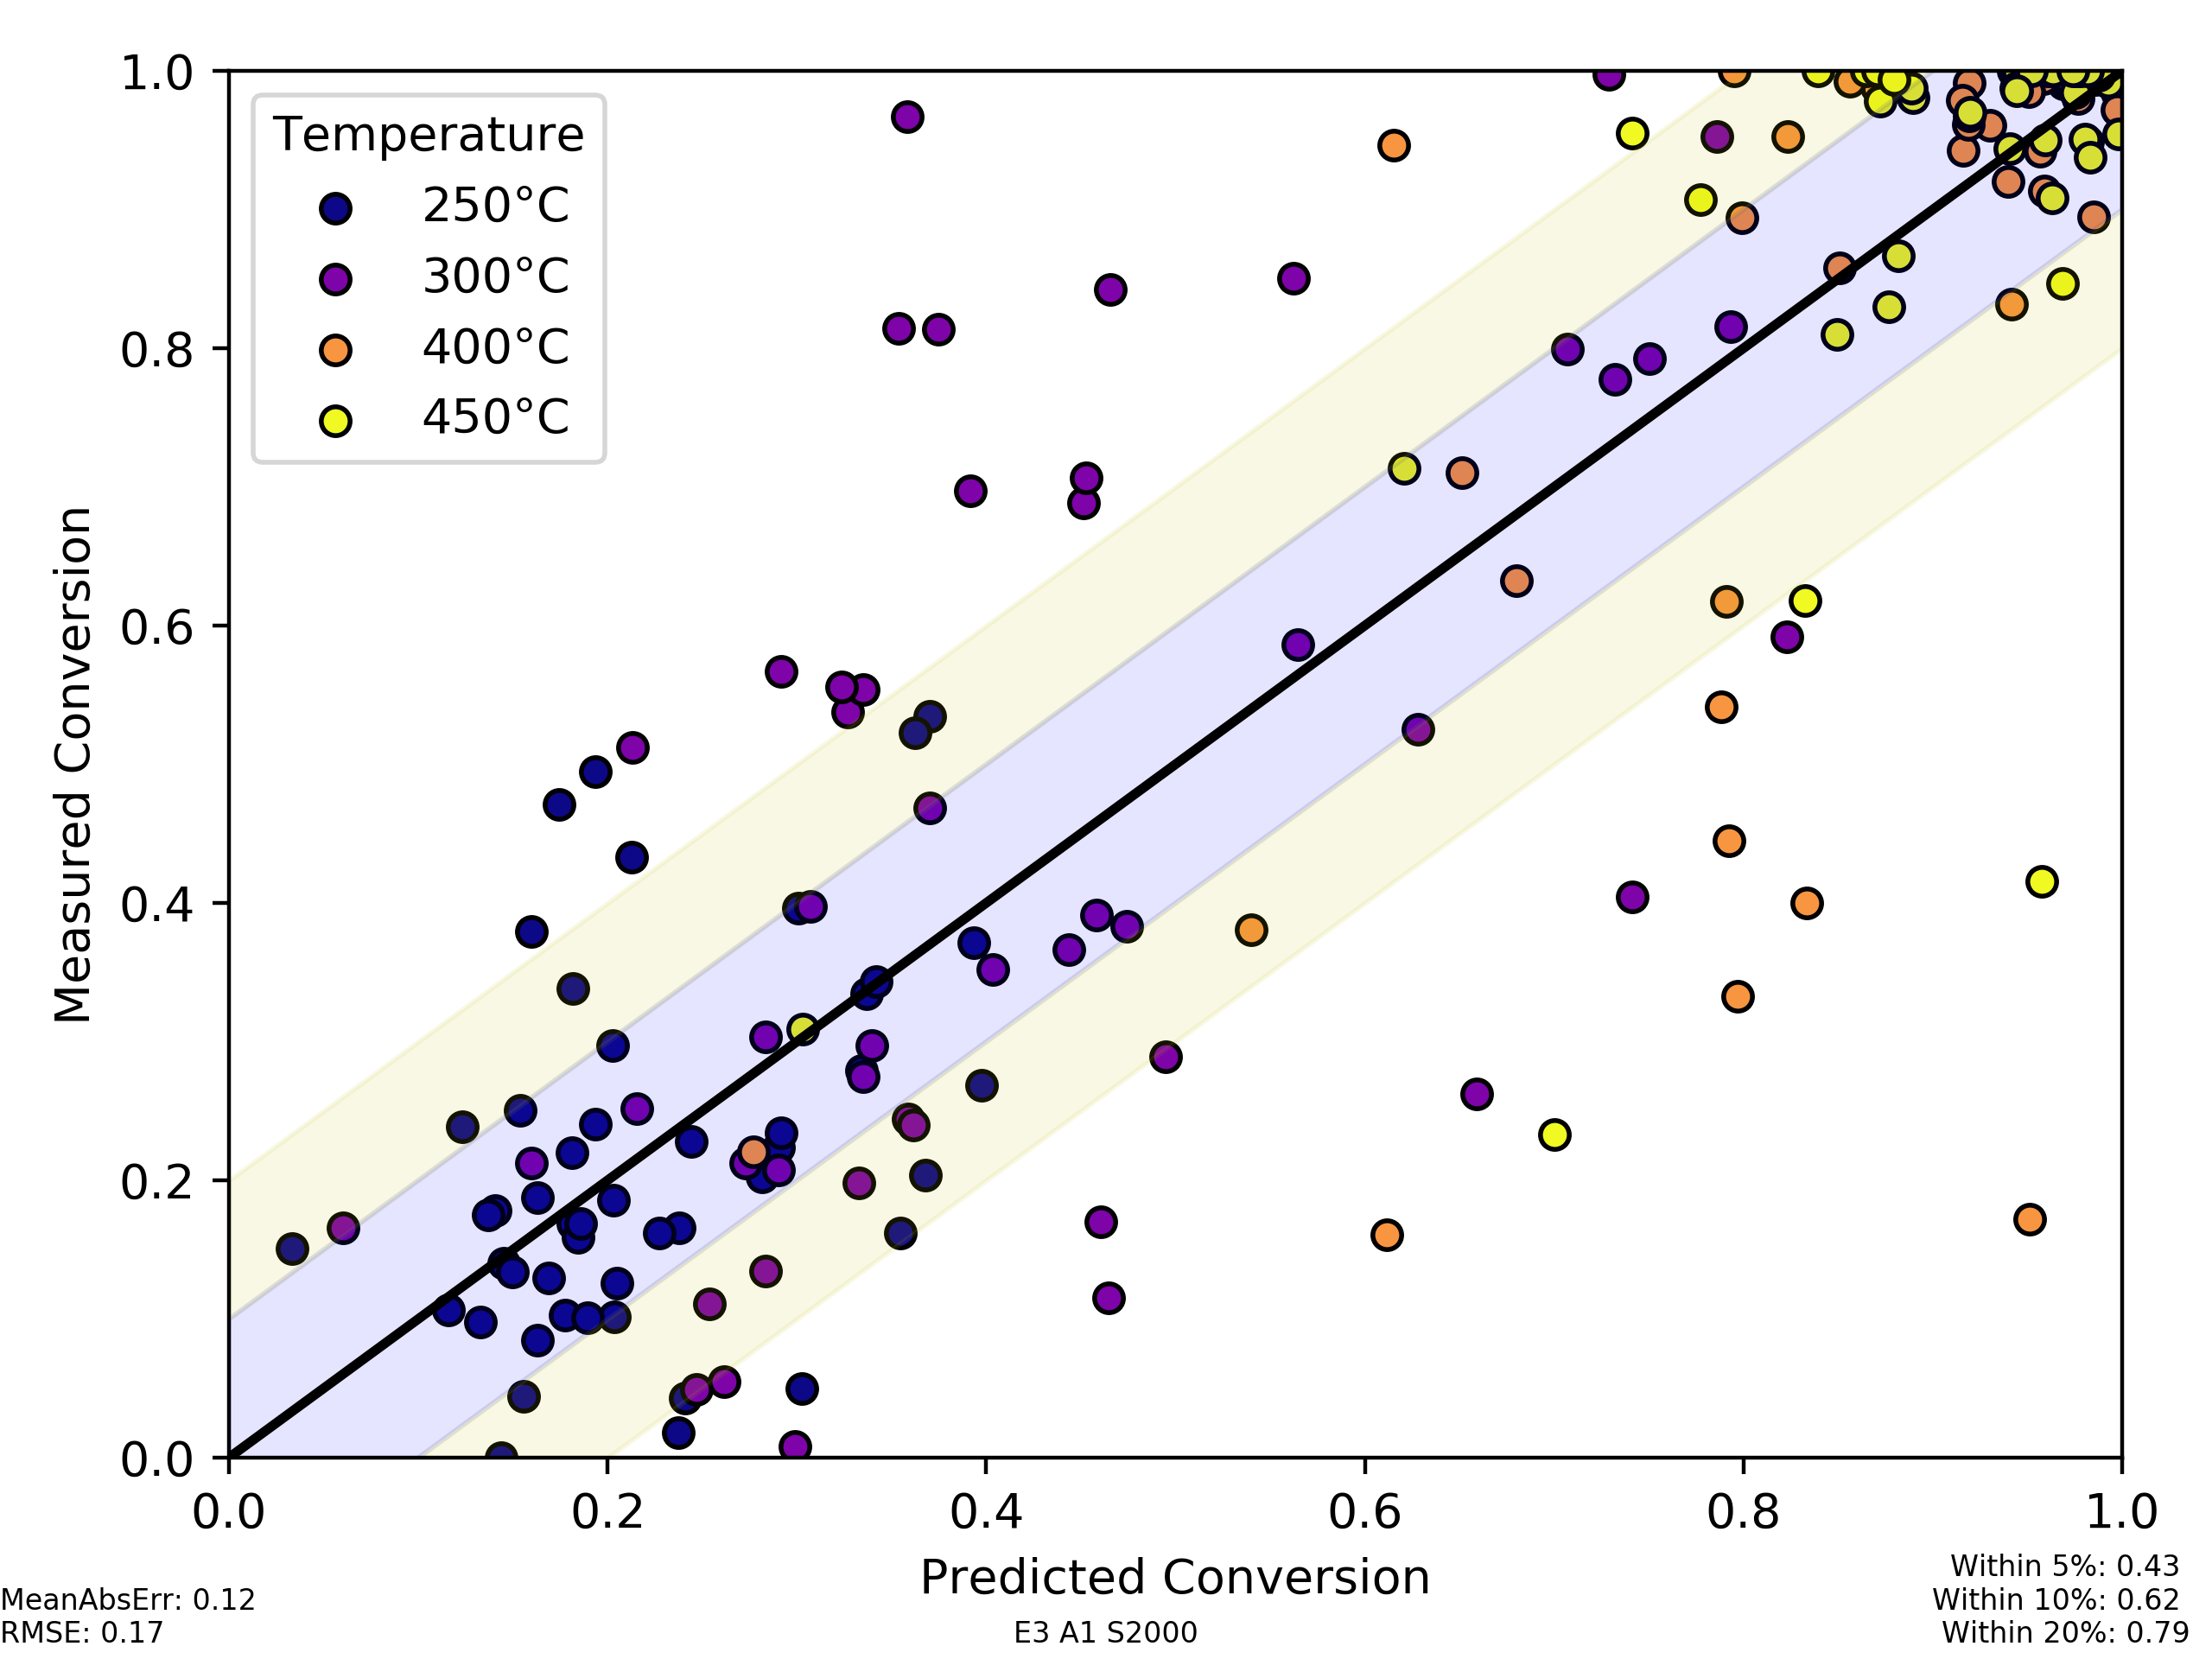 Temperature
250°C
300°C
400°C
450°C
1.0
0.8
0.6
0.4
0.2
0.0
Measured Conversion
0.0 0.2 0.4 0.6 0.8 1.0
Predicted Conversion
MeanAbsErr: 0.12
RMSE: 0.17
E3 A1 S2000
Within 5%: 0.43
Within 10%: 0.62
Within 20%: 0.79